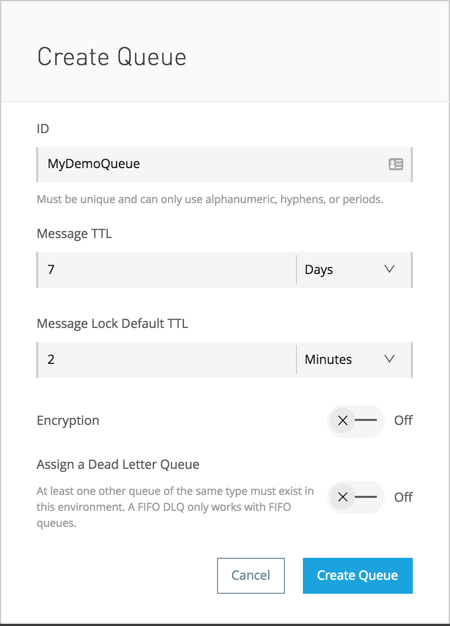 Create Queue
ID
MyDemoQueue
Must be unique and can only use alphanumeric, hyphens, or periods.
Message TTL
7 Days
Message Lock Default TTL
2 Minutes
Encryption Off
Assign a Dead Letter Queue
At least one other queue of the same type must exist in
this environment. A FIFO DLQ only works with FIFO
queues.
Off
Cancel Create Queue